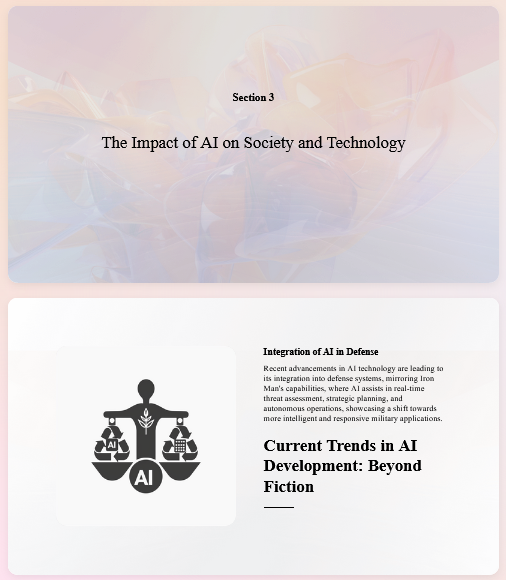 Section 3
The Impact of AI on Society and Technology
Integration of AI in Defense
Recent advancements in AI technology are leading to
its integration into defense systems, mirroring Iron
Man's capabilities, where AI assists in real-time
threat assessment, strategic planning, and
autonomous operations, showcasing a shift towards
more intelligent and responsive military applications.
AI
AI
Current Trends in AI
Development: Beyond
Fiction